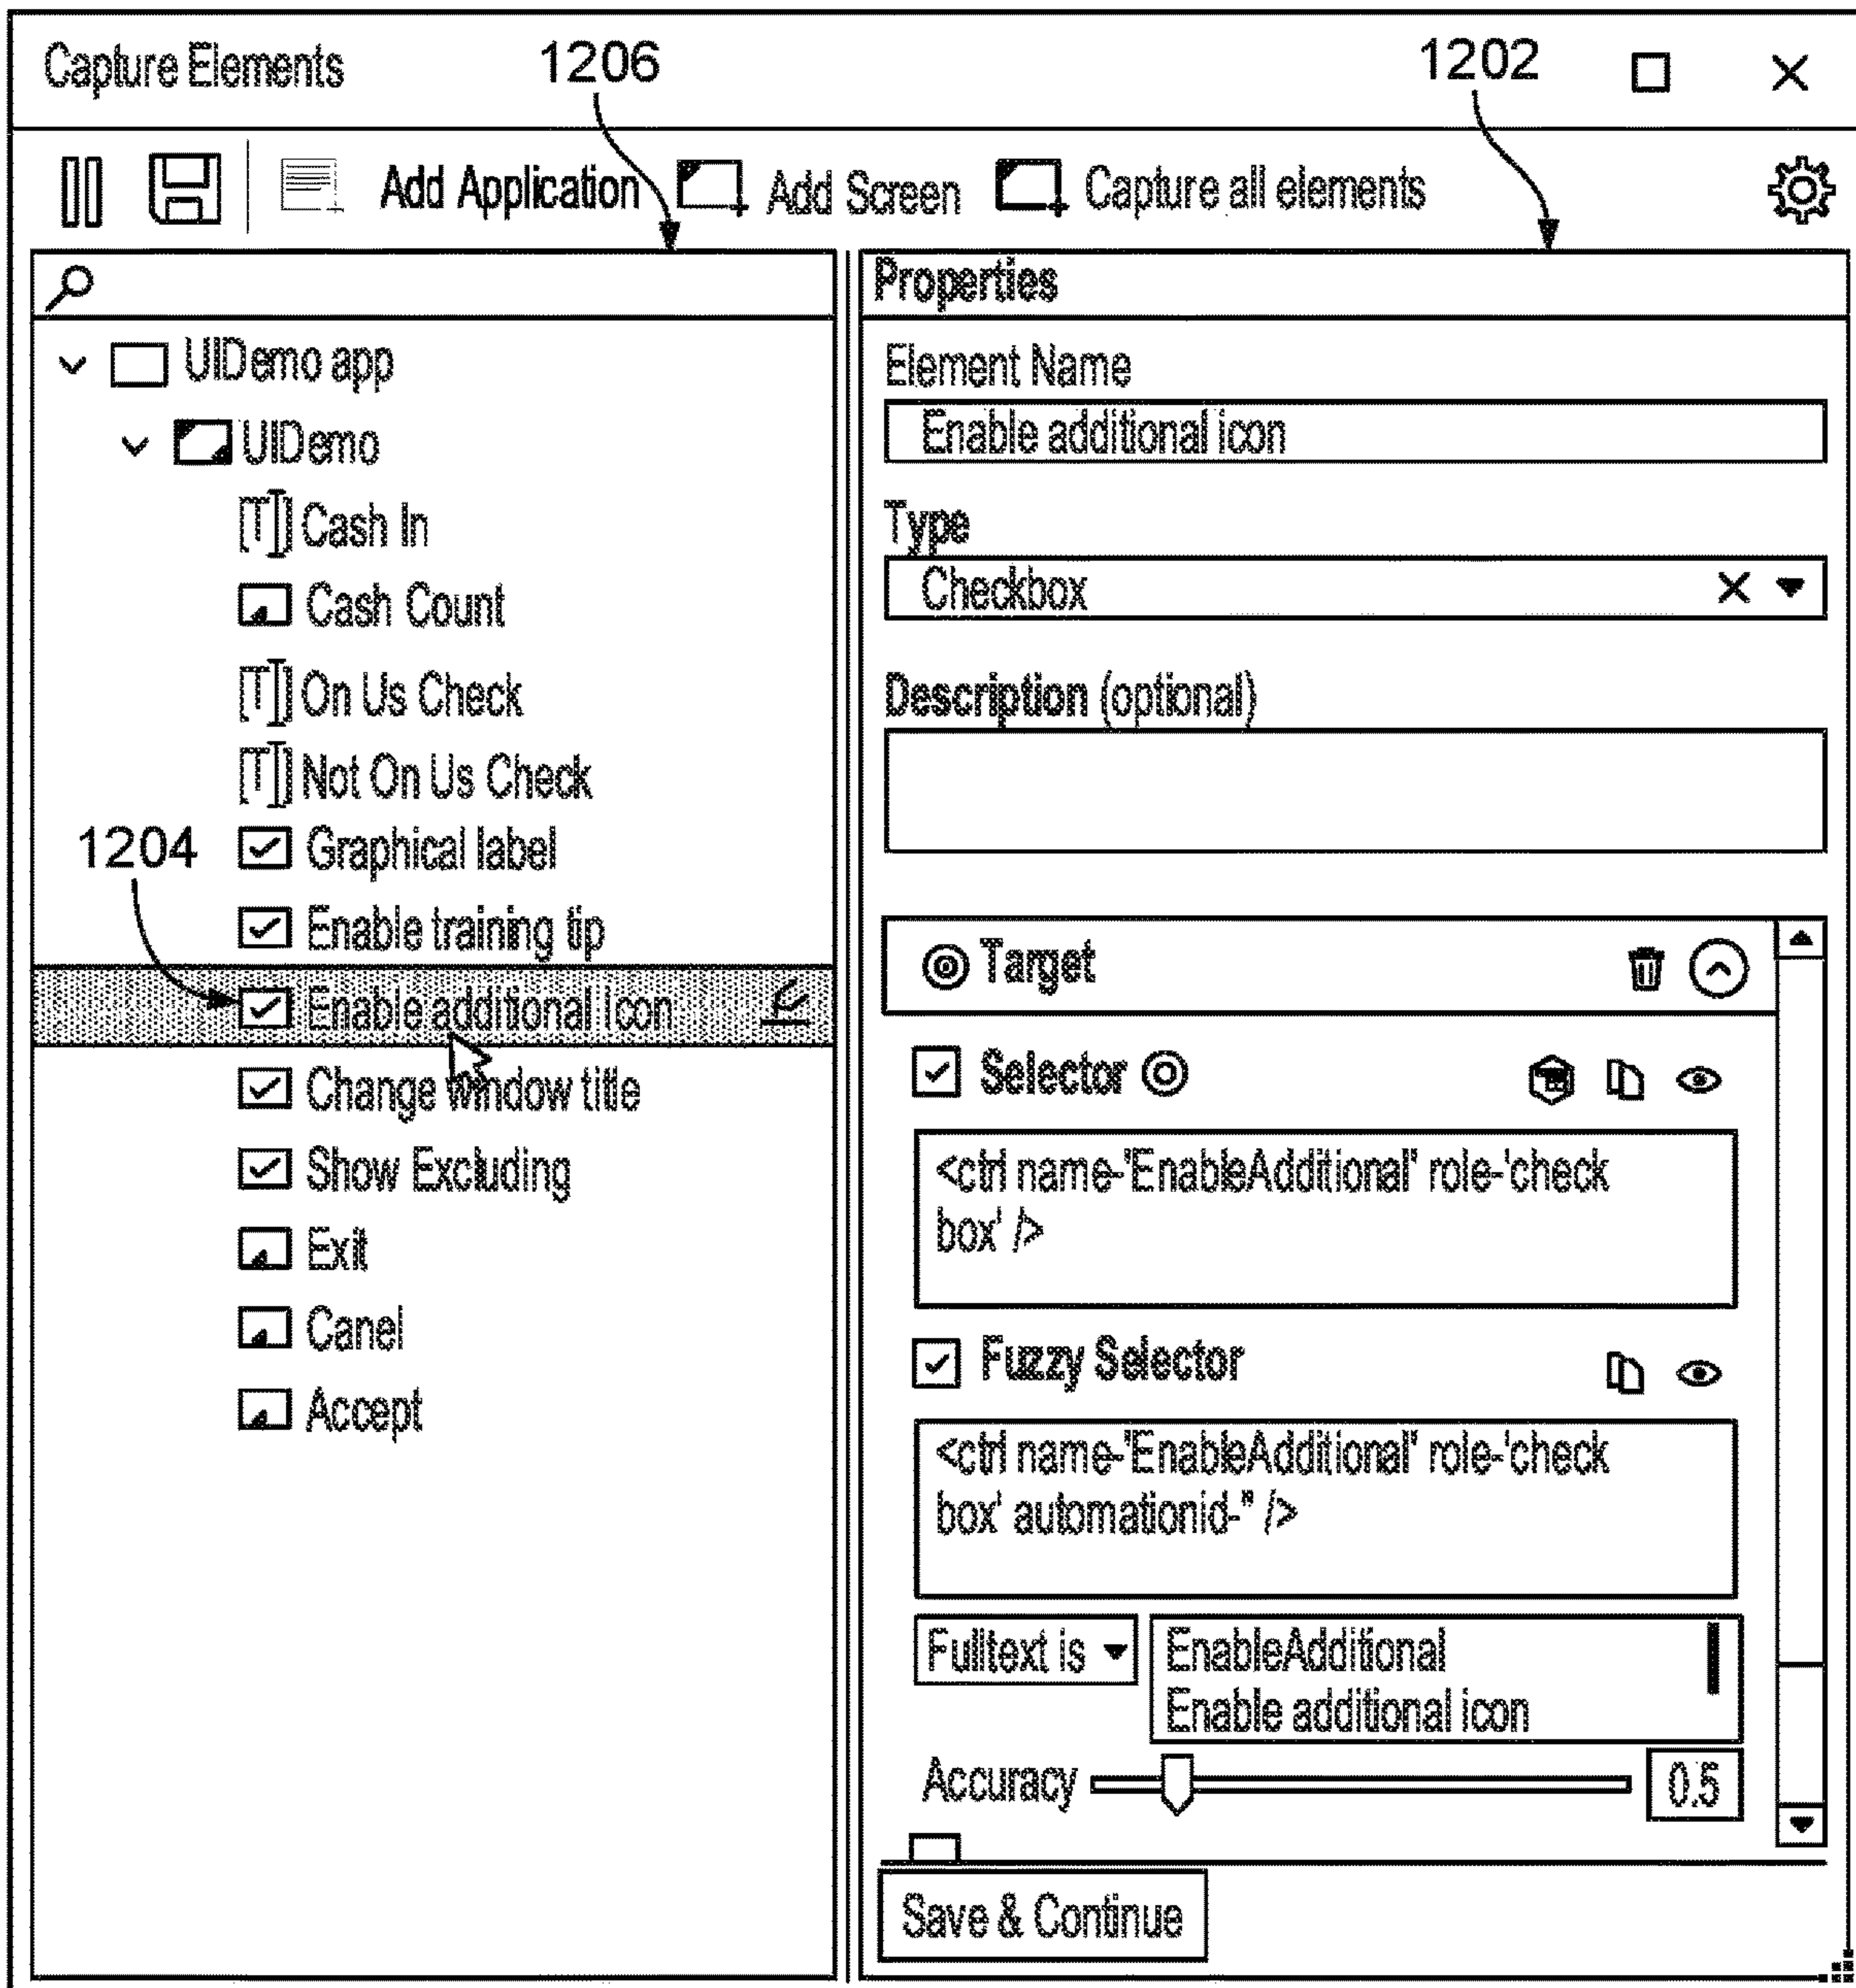 Capture Elements
1206
1202
Add Application
Add Screen
Capture all elements
Properties
UIDemo app
UIDemo
[T] Cash In
Cash Count
[T] On Us Check
[T] Not On Us Check
1204
Graphical label
Enable training tip
Enable additional icon
Change window title
Show Excluding
Exit
Canel
Accept
Element Name
Enable additional icon
Type
Checkbox
Description (optional)
Target
Selector
<ctrl name-'EnableAdditional" role-'check
box' />
Fuzzy Selector
<ctrl name-'EnableAdditional" role-'check
box' automationid-" />
Fulltext is
EnableAdditional
Enable additional icon
Accuracy
0.5
Save & Continue